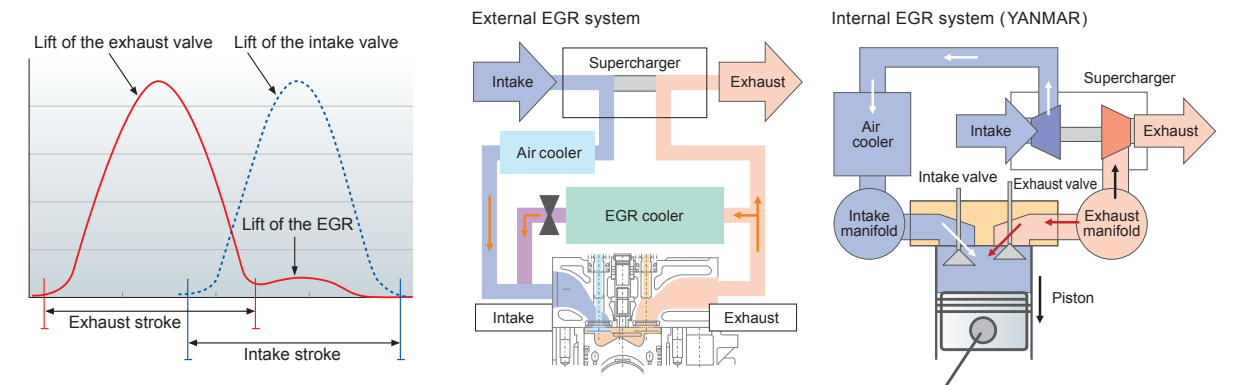 Lift of the exhaust valve
Lift of the intake valve
Lift of the EGR
Exhaust stroke
Intake stroke
External EGR system
Intake
Supercharger
Exhaust
Air cooler
EGR cooler
Intake
Exhaust
Internal EGR system (YANMAR)
Supercharger
Air
cooler
Intake
Exhaust
Intake valve
Exhaust valve
Intake
manifold
Exhaust
manifold
Piston